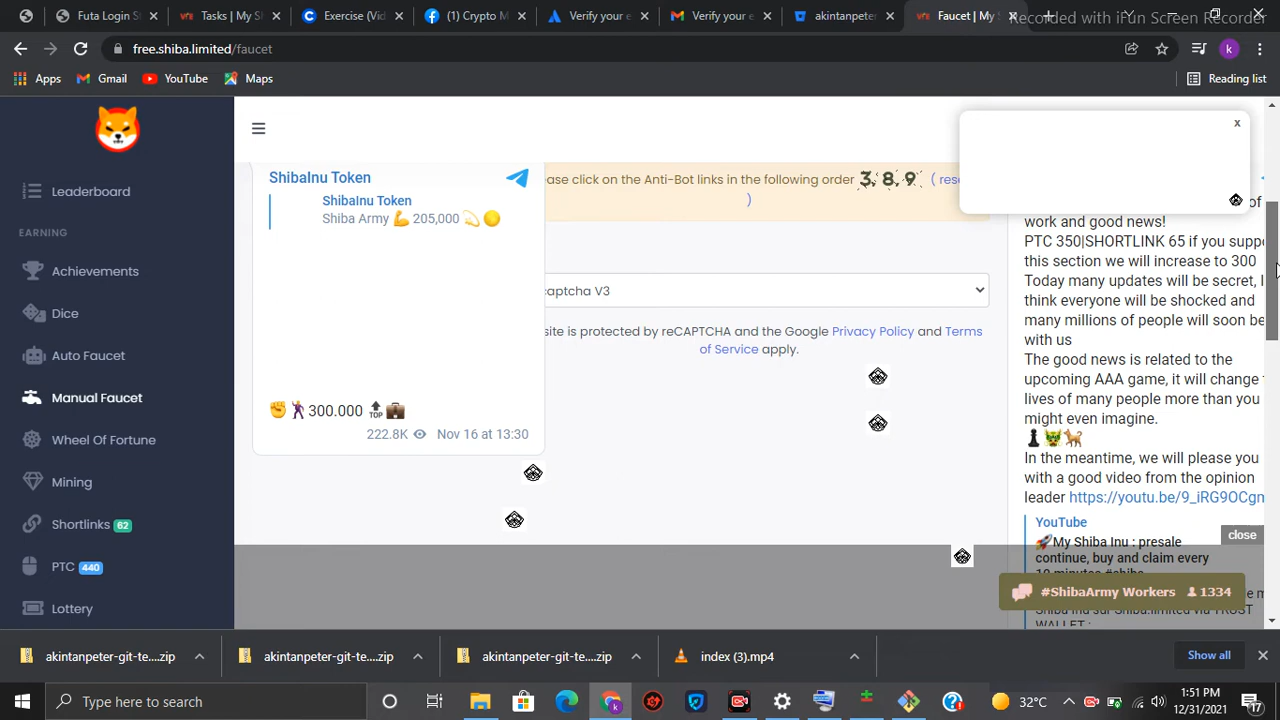 Futa Login S
Tasks | My Sh
Exercise (Vid
(1) Crypto M
Verify your e
Verify your e
akintanpeter
Faucet | My S
Recorded with iFun Screen Recorder
free.shiba.limited/faucet
k
Apps
Gmail
YouTube
Maps
Reading list
x
Leaderboard
EARNING
Achievements
Dice
Auto Faucet
Manual Faucet
Wheel Of Fortune
Mining
Shortlinks 62
PTC 440
Lottery
ShibaInu Token
ShibaInu Token
Shiba Army 💪 205,000 💫🟡
✊🕺300.000 🔝💼
222.8K Nov 16 at 13:30
ase click on the Anti-Bot links in the following order 3, 8, 9 ( rese
)
aptcha V3
site is protected by reCAPTCHA and the Google Privacy Policy and Terms
of Service apply.
of
work and good news!
PTC 350|SHORTLINK 65 if you suppo
this section we will increase to 300
Today many updates will be secret, I
think everyone will be shocked and
many millions of people will soon be
with us
The good news is related to the
upcoming AAA game, it will change
lives of many people more than you
might even imagine.
♟🐯🐕
In the meantime, we will please you
with a good video from the opinion
leader https://youtu.be/9_iRG9OCgm
YouTube
close
🚀My Shiba Inu : presale
continue, buy and claim every
#ShibaArmy Workers 1334
WALLET :
akintanpeter-git-te....zip
akintanpeter-git-te....zip
akintanpeter-git-te....zip
index (3).mp4
Show all
Type here to search
32°C
1:51 PM
12/31/2021
17